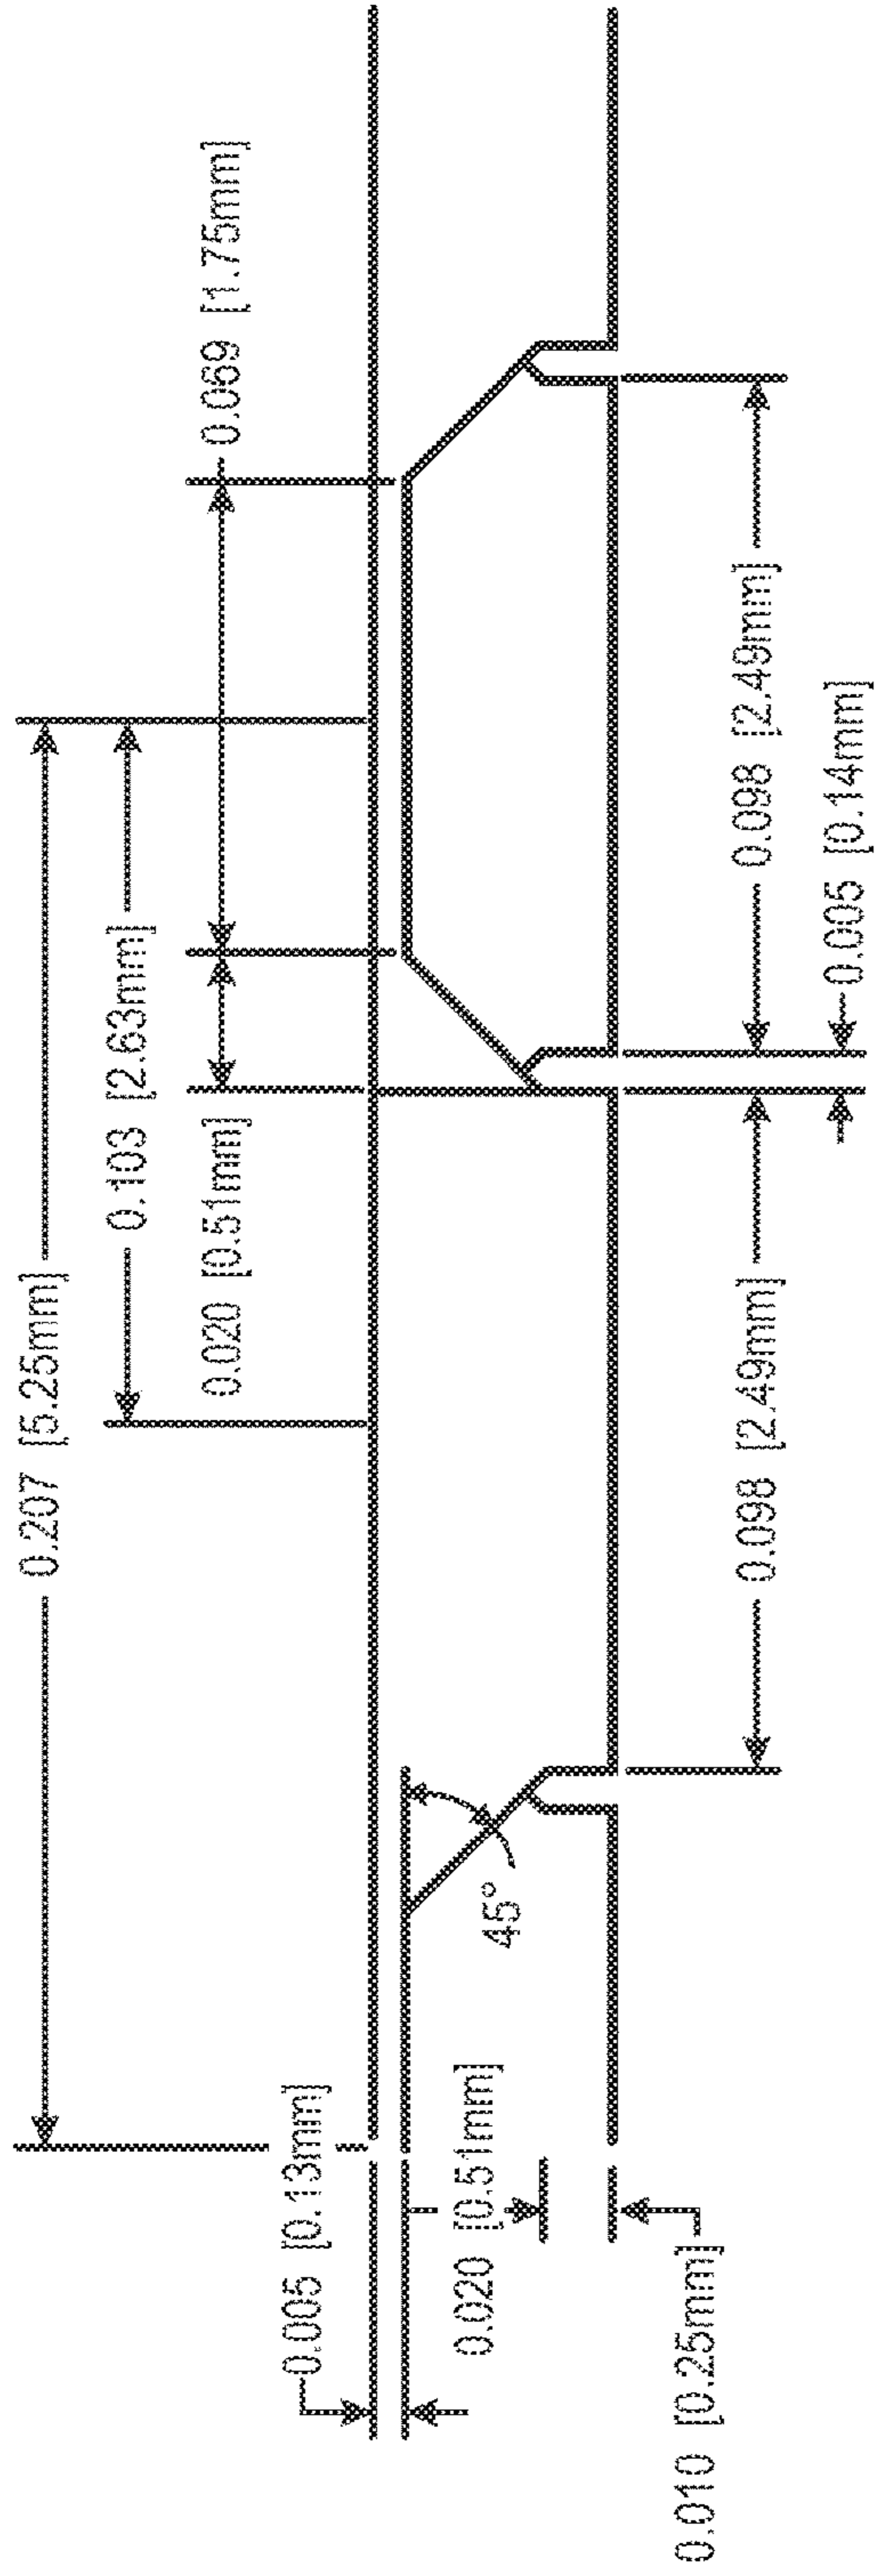 0.207 [5.25mm]
0.103 [2.63mm]
0.020 [0.51mm]
0.069 [1.75mm]
0.005 [0.13mm]
45°
0.020 [0.51mm]
0.010 [0.25mm]
0.098 [2.49mm]
0.098 [2.49mm]
0.005 [0.14mm]